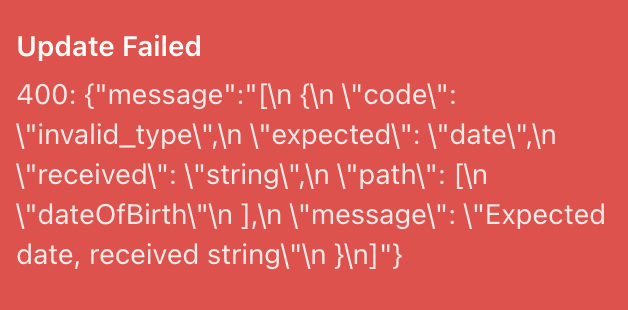 Update Failed
400: {"message":"[\n {\n \"code\":
\"invalid_type\",\n \"expected\": \"date\",\n
\"received\": \"string\",\n \"path\": [\n
\"dateOfBirth\"\n ],\n \"message\": \"Expected
date, received string\"\n }\n]"}